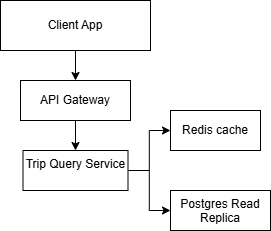 Client App
API Gateway
Trip Query Service
Redis cache
Postgres Read
Replica